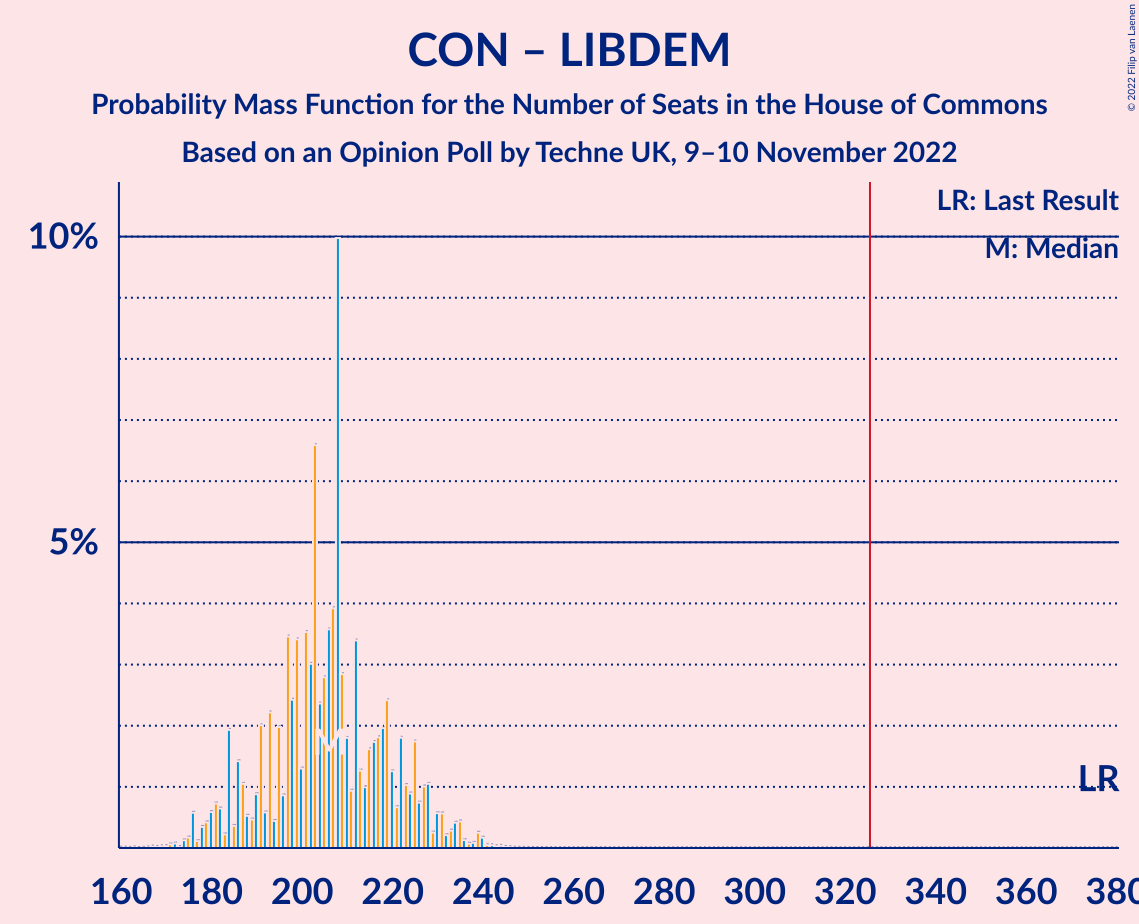 CON – LIBDEM
Probability Mass Function for the Number of Seats in the House of Commons
Based on an Opinion Poll by Techne UK, 9–10 November 2022
© 2022 Filip van Laenen
LR: Last Result
M: Median
10%
5%
LR
160 180 200 220 240 260 280 300 320 340 360 380